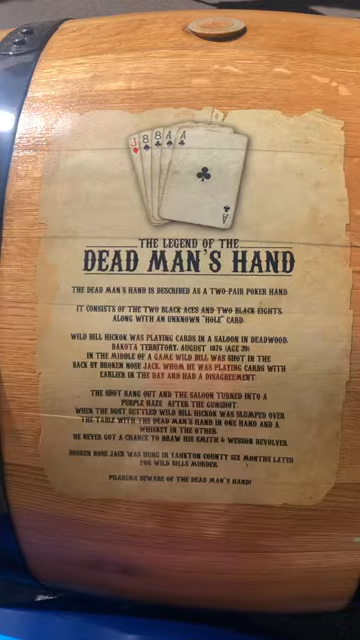 J 8 8 A A
A
THE LEGEND OF THE
DEAD MAN'S HAND
THE DEAD MAN'S HAND IS DESCRIBED AS A TWO-PAIR POKER HAND
IT CONSISTS OF THE TWO BLACK ACES AND TWO BLACK EIGHTS,
ALONG WITH AN UNKNOWN "HOLE" CARD.
WILD BILL HICKOK WAS PLAYING CARDS IN A SALOON IN DEADWOOD,
DAKOTA TERRITORY, AUGUST 1876 (AGE 39)
IN THE MIDDLE OF A GAME WILD BILL WAS SHOT IN THE
BACK BY BROKEN NOSE JACK, WHOM HE WAS PLAYING CARDS WITH
EARLIER IN THE DAY AND HAD A DISAGREEMENT.
THE SHOT RANG OUT AND THE SALOON TURNED INTO A
PURPLE HAZE AFTER THE GUNSHOT.
WHEN THE DUST SETTLED WILD BILL HICKOK WAS SLUMPED OVER
THE TABLE WITH THE DEAD MAN'S HAND IN ONE HAND AND A
WHISKEY IN THE OTHER.
HE NEVER GOT A CHANCE TO DRAW HIS SMITH & WESSON REVOLVER
BROKEN NOSE JACK WAS HUNG IN YANKTON COUNTY SIX MONTHS LATER
FOR WILD BILLS MURDER.
PILGRIMS BEWARE OF THE DEAD MAN'S HAND!